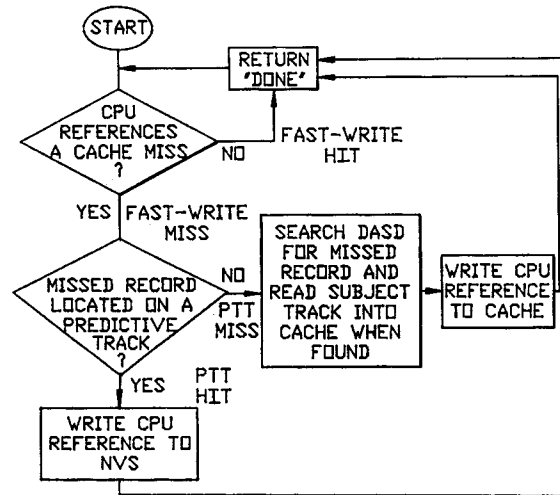 START
RETURN
"DONE"
CPU
REFERENCES
A CACHE MISS
?
NO
FAST-WRITE
HIT
YES
FAST-WRITE
MISS
MISSED RECORD
LOCATED ON A
PREDICTIVE
TRACK
?
NO
PTT
MISS
SEARCH DASD
FOR MISSED
RECORD AND
READ SUBJECT
TRACK INTO
CACHE WHEN
FOUND
WRITE CPU
REFERENCE
TO CACHE
YES
PTT
HIT
WRITE CPU
REFERENCE TO
NVS